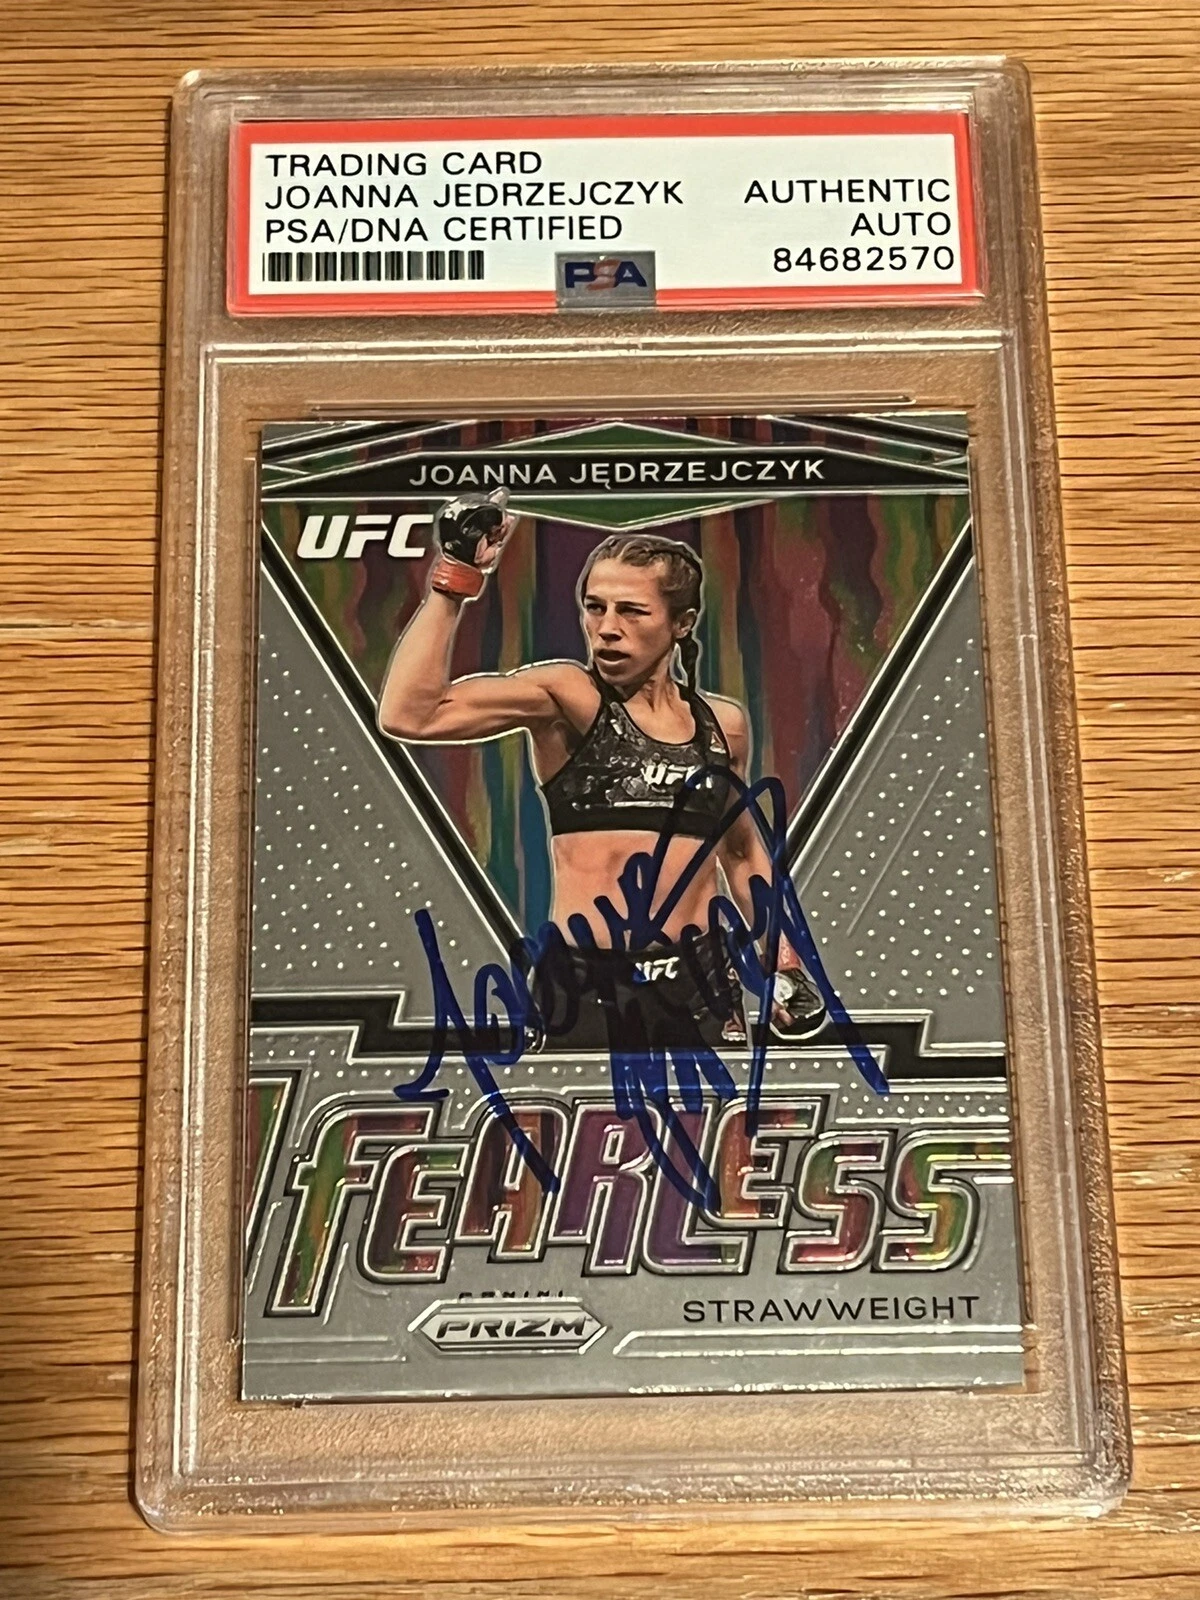 TRADING CARD
JOANNA JEDRZEJCZYK
PSA/DNA CERTIFIED
AUTHENTIC
AUTO
84682570
PSA
JOANNA JĘDRZEJCZYK
UFC
UFC
UFC
FEARLESS
PANINI
PRIZM
STRAWWEIGHT